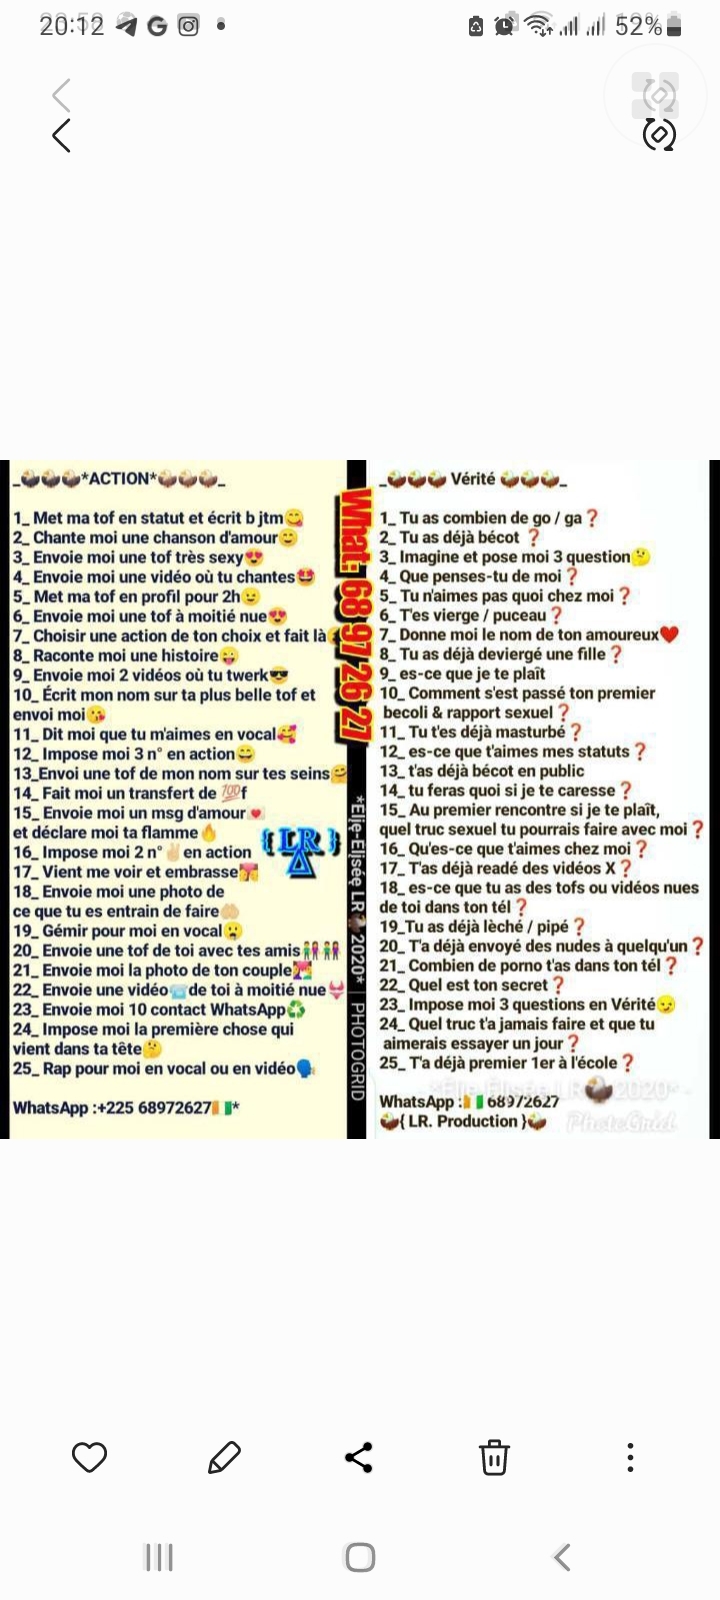 20:12
52%
_*ACTION*_
1_ Met ma tof en statut et écrit b jtm
2_ Chante moi une chanson d'amour
3_ Envoie moi une tof très sexy
4_ Envoie moi une vidéo où tu chantes
5_ Met ma tof en profil pour 2h
6_ Envoie moi une tof à moitié nue
7_ Choisir une action de ton choix et fait là
8_ Raconte moi une histoire
9_ Envoie moi 2 vidéos où tu twerk
10_ Écrit mon nom sur ta plus belle tof et
envoi moi
11_ Dit moi que tu m'aimes en vocal
12_ Impose moi 3 n° en action
13_Envoi une tof de mon nom sur tes seins
14_ Fait moi un transfert de 💯f
15_ Envoie moi un msg d'amour
et déclare moi ta flamme
16_ Impose moi 2 n° en action
17_ Vient me voir et embrasse
18_ Envoie moi une photo de
ce que tu es entrain de faire
19_ Gémir pour moi en vocal
20_ Envoie une tof de toi avec tes amis
21_ Envoie moi la photo de ton couple
22_ Envoie une vidéo de toi à moitié nue
23_ Envoie moi 10 contact WhatsApp
24_ Impose moi la première chose qui
vient dans ta tête
25_ Rap pour moi en vocal ou en vidéo
WhatsApp :+225 68972627*
{LR}
What: 68 97 26 27
*Élie-Élisée LR 2020* PHOTOGRID
_ Vérité _
1_ Tu as combien de go / ga ❓
2_ Tu as déjà bécot ❓
3_ Imagine et pose moi 3 question
4_ Que penses-tu de moi ❓
5_ Tu n'aimes pas quoi chez moi ❓
6_ T'es vierge / puceau ❓
7_ Donne moi le nom de ton amoureux
8_ Tu as déjà deviergé une fille ❓
9_ es-ce que je te plaît
10_ Comment s'est passé ton premier
becoli & rapport sexuel ❓
11_ Tu t'es déjà masturbé ❓
12_ es-ce que t'aimes mes statuts ❓
13_ t'as déjà bécot en public
14_ tu feras quoi si je te caresse ❓
15_ Au premier rencontre si je te plaît,
quel truc sexuel tu pourrais faire avec moi ❓
16_ Qu'es-ce que t'aimes chez moi ❓
17_ T'as déjà readé des vidéos X ❓
18_ es-ce que tu as des tofs ou vidéos nues
de toi dans ton tél ❓
19_Tu as déjà lèché / pipé ❓
20_ T'a déjà envoyé des nudes à quelqu'un ❓
21_ Combien de porno t'as dans ton tél ❓
22_ Quel est ton secret ❓
23_ Impose moi 3 questions en Vérité
24_ Quel truc t'a jamais faire et que tu
aimerais essayer un jour ❓
25_ T'a déjà premier 1er à l'école ❓
*Élie-Élisée LR 2020*
WhatsApp : 68972627
{ LR. Production }
PhotoGrid